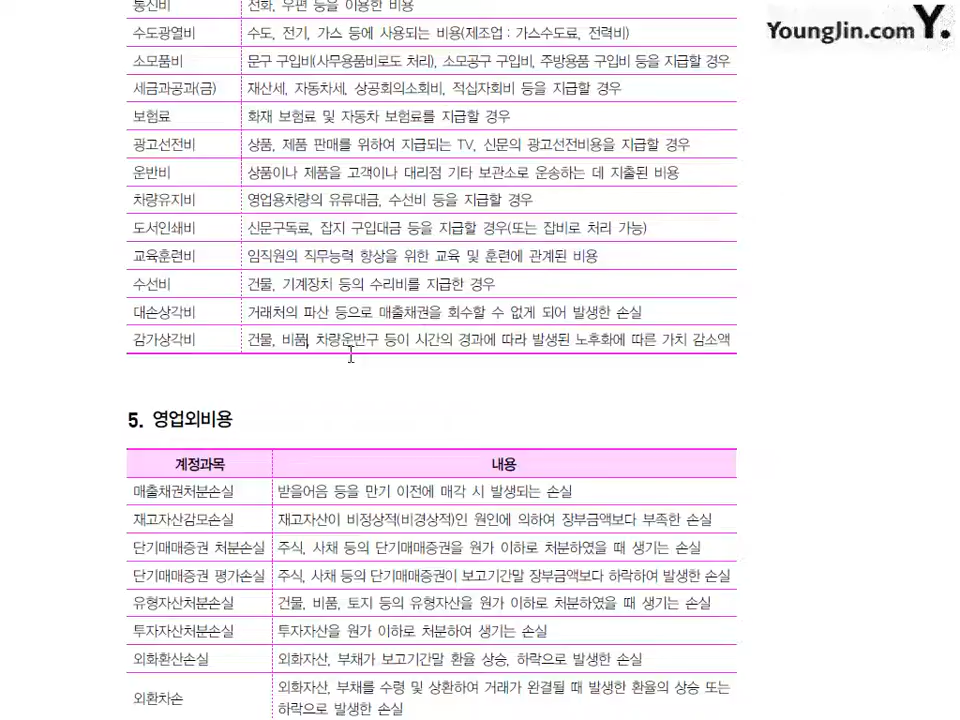 통신비 전화, 우편 등을 이용한 비용
YoungJin.com Y.
수도광열비 수도, 전기, 가스 등에 사용되는 비용(제조업 : 가스수도료, 전력비)
소모품비 문구 구입비(사무용품비로도 처리), 소모공구 구입비, 주방용품 구입비 등을 지급할 경우
세금과공과(금) 재산세, 자동차세, 상공회의소회비, 적십자회비 등을 지급할 경우
보험료 화재 보험료 및 자동차 보험료를 지급할 경우
광고선전비 상품, 제품 판매를 위하여 지급되는 TV, 신문의 광고선전비용을 지급할 경우
운반비 상품이나 제품을 고객이나 대리점 기타 보관소로 운송하는 데 지출된 비용
차량유지비 영업용차량의 유류대금, 수선비 등을 지급할 경우
도서인쇄비 신문구독료, 잡지 구입대금 등을 지급할 경우(또는 잡비로 처리 가능)
교육훈련비 임직원의 직무능력 향상을 위한 교육 및 훈련에 관계된 비용
수선비 건물, 기계장치 등의 수리비를 지급한 경우
대손상각비 거래처의 파산 등으로 매출채권을 회수할 수 없게 되어 발생한 손실
감가상각비 건물, 비품, 차량운반구 등이 시간의 경과에 따라 발생된 노후화에 따른 가치 감소액
5. 영업외비용
계정과목 내용
매출채권처분손실 받을어음 등을 만기 이전에 매각 시 발생되는 손실
재고자산감모손실 재고자산이 비정상적(비경상적)인 원인에 의하여 장부금액보다 부족한 손실
단기매매증권 처분손실 주식, 사채 등의 단기매매증권을 원가 이하로 처분하였을 때 생기는 손실
단기매매증권 평가손실 주식, 사채 등의 단기매매증권이 보고기간말 장부금액보다 하락하여 발생한 손실
유형자산처분손실 건물, 비품, 토지 등의 유형자산을 원가 이하로 처분하였을 때 생기는 손실
투자자산처분손실 투자자산을 원가 이하로 처분하여 생기는 손실
외화환산손실 외화자산, 부채가 보고기간말 환율 상승, 하락으로 발생한 손실
외환차손 외화자산, 부채를 수령 및 상환하여 거래가 완결될 때 발생한 환율의 상승 또는
하락으로 발생한 손실